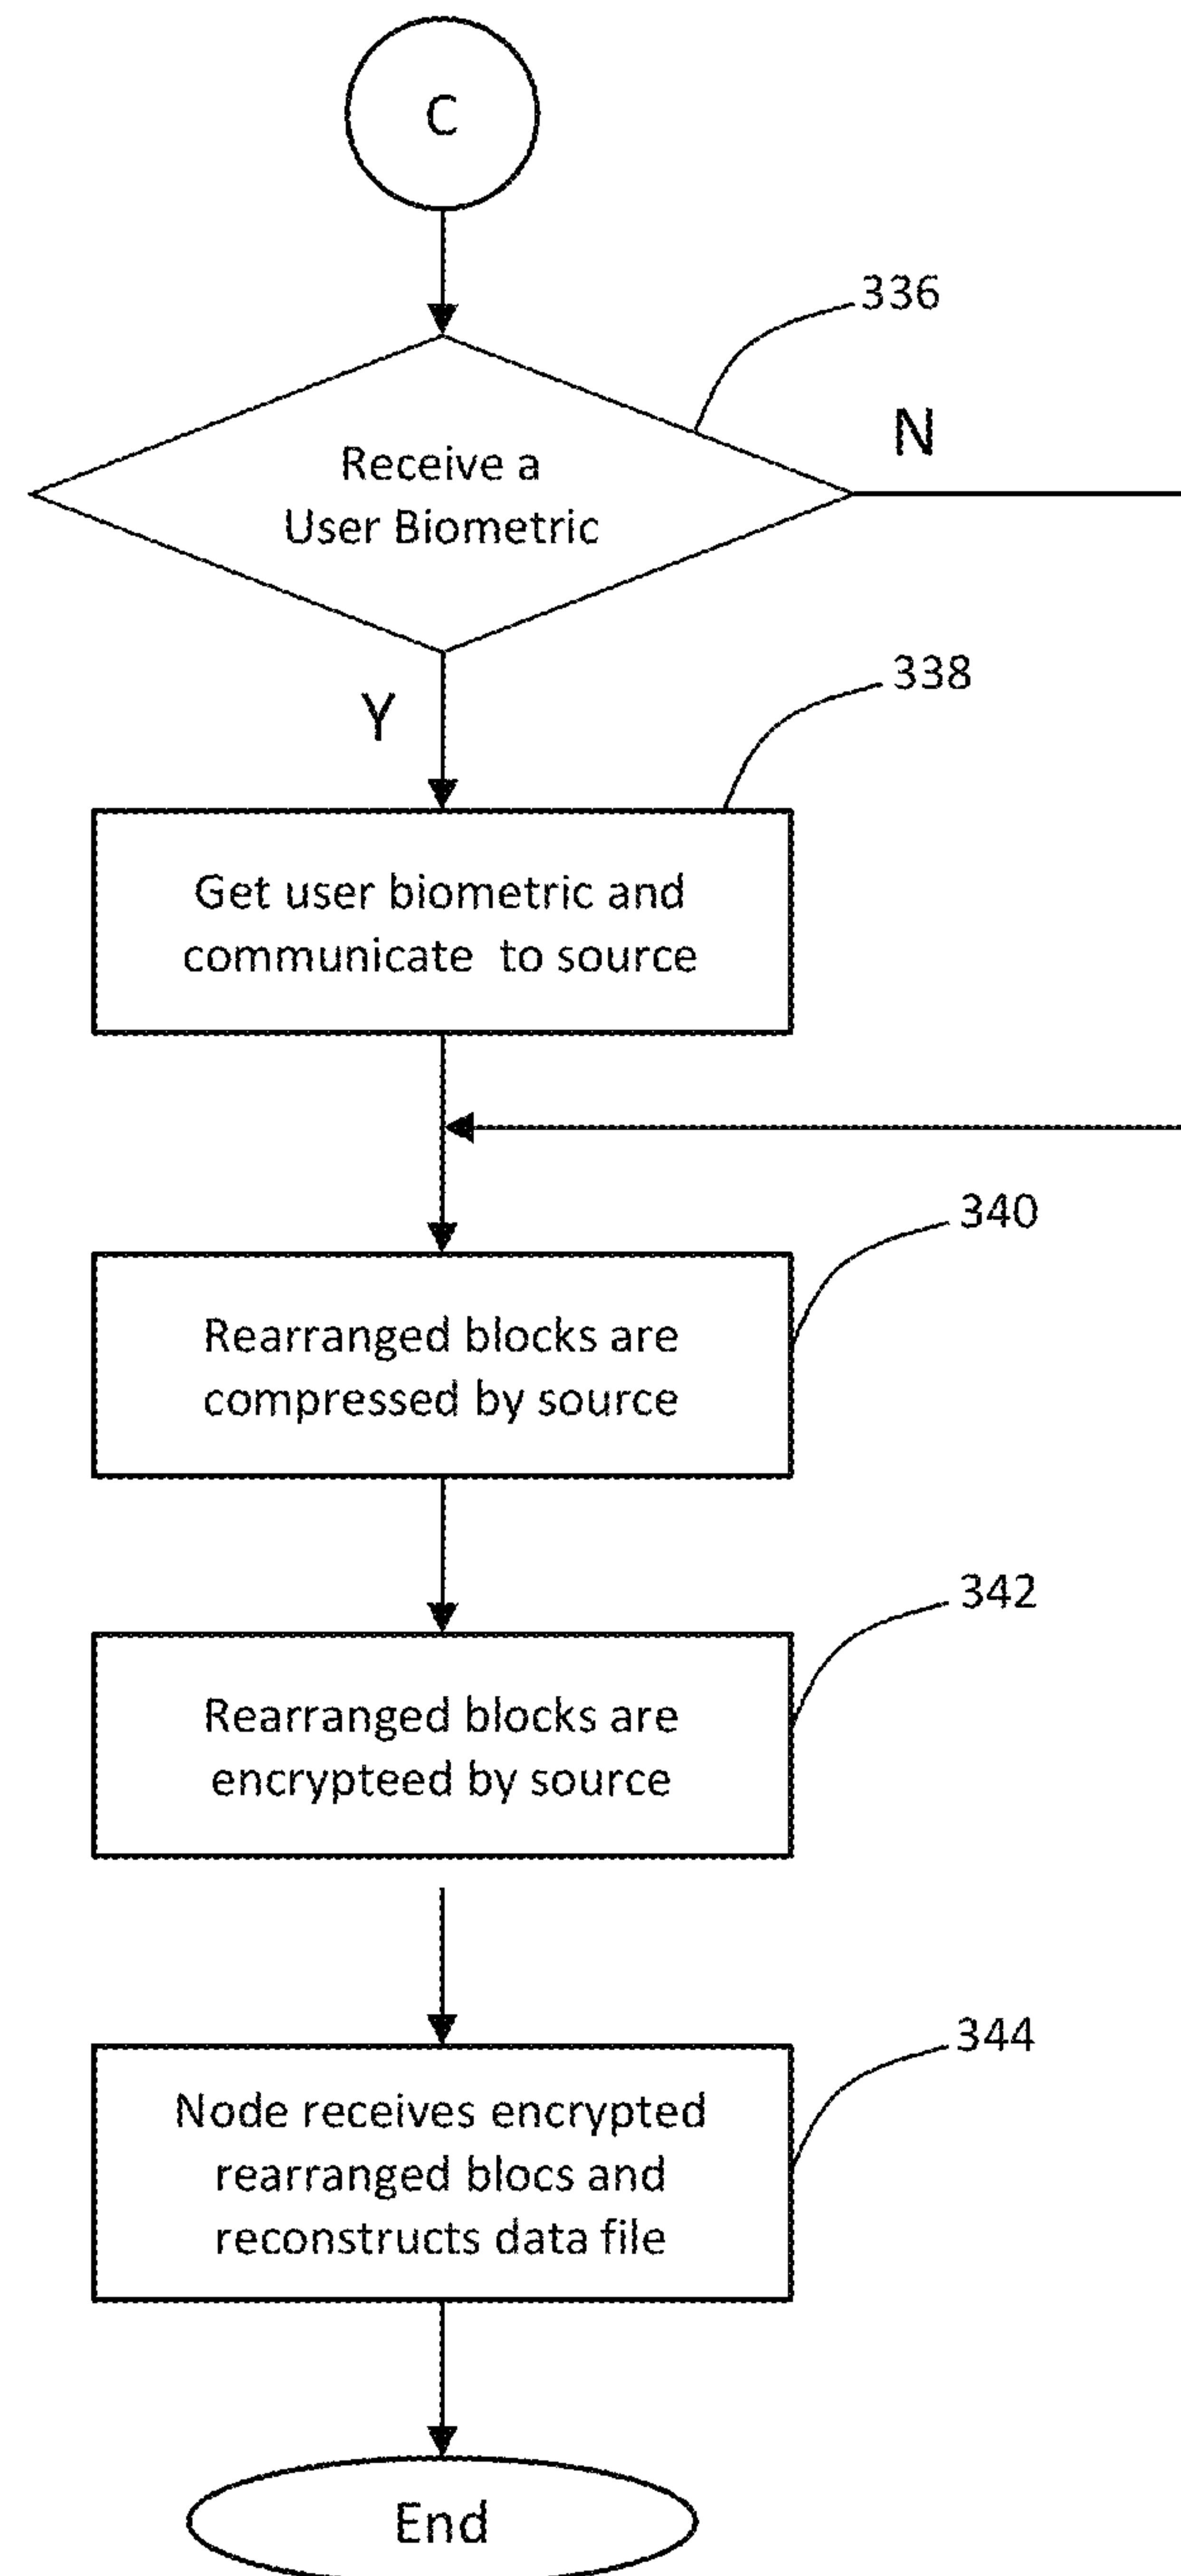 C
336
N
Receive a
User Biometric
338
Y
Get user biometric and
communicate to source
340
Rearranged blocks are
compressed by source
342
Rearranged blocks are
encrypteed by source
344
Node receives encrypted
rearranged blocs and
reconstructs data file
End